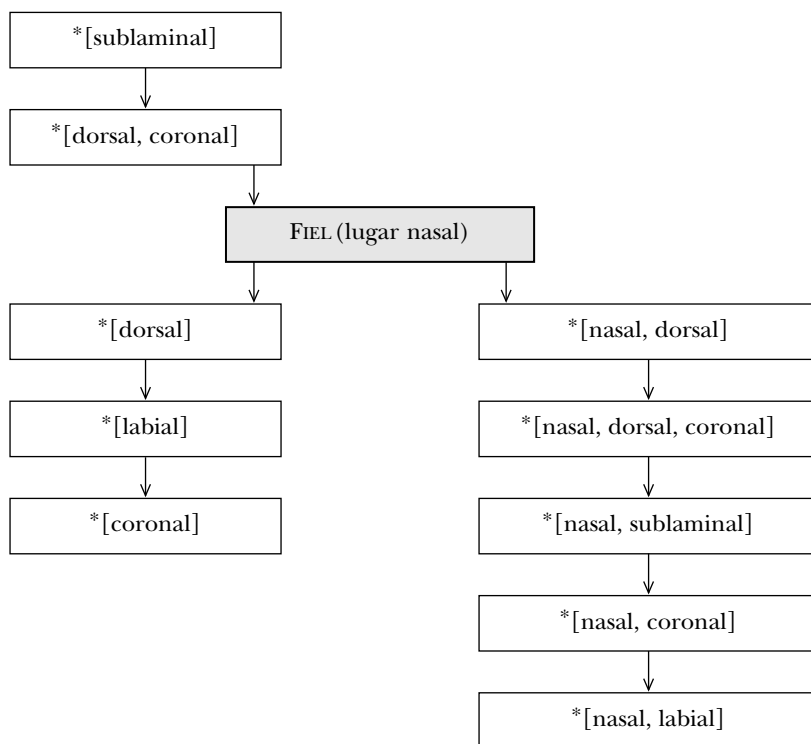 *[sublaminal]
*[dorsal, coronal]
FIEL (lugar nasal)
*[dorsal]
*[nasal, dorsal]
*[labial]
*[nasal, dorsal, coronal]
*[coronal]
*[nasal, sublaminal]
*[nasal, coronal]
*[nasal, labial]